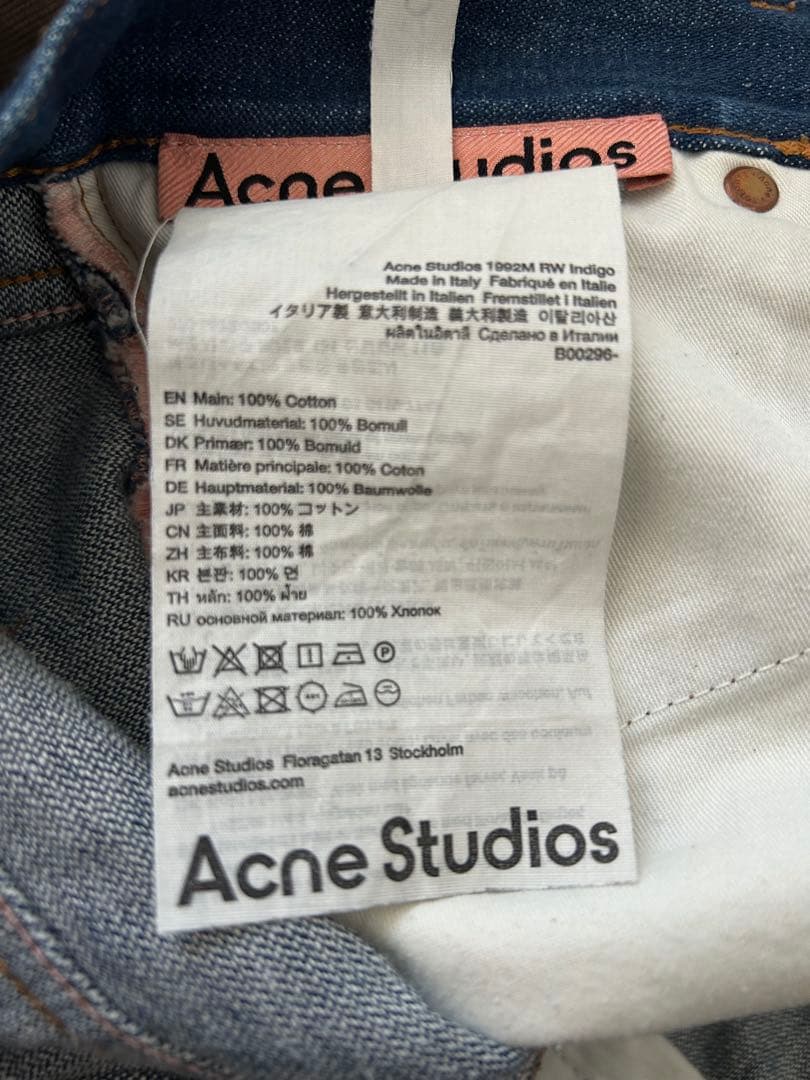 Acne Studios
Acne Studios 1992M RW Indigo
Made in Italy Fabriqué en Italie
Hergestellt in Italien Fremstillet i Italien
イタリア製 意大利制造 義大利製造 이탈리아산
ผลิตในอิตาลี Сделано в Италии
B00296-
EN Main: 100% Cotton
SE Huvudmaterial: 100% Bomull
DK Primær: 100% Bomuld
FR Matière principale: 100% Coton
DE Hauptmaterial: 100% Baumwolle
JP 主素材: 100% コットン
CN 主面料: 100% 棉
ZH 主布料: 100% 棉
KR 본판: 100% 면
TH หลัก: 100% ฝ้าย
RU основной материал: 100% Хлопок
P
Acne Studios Floragatan 13 Stockholm
acnestudios.com
Acne Studios